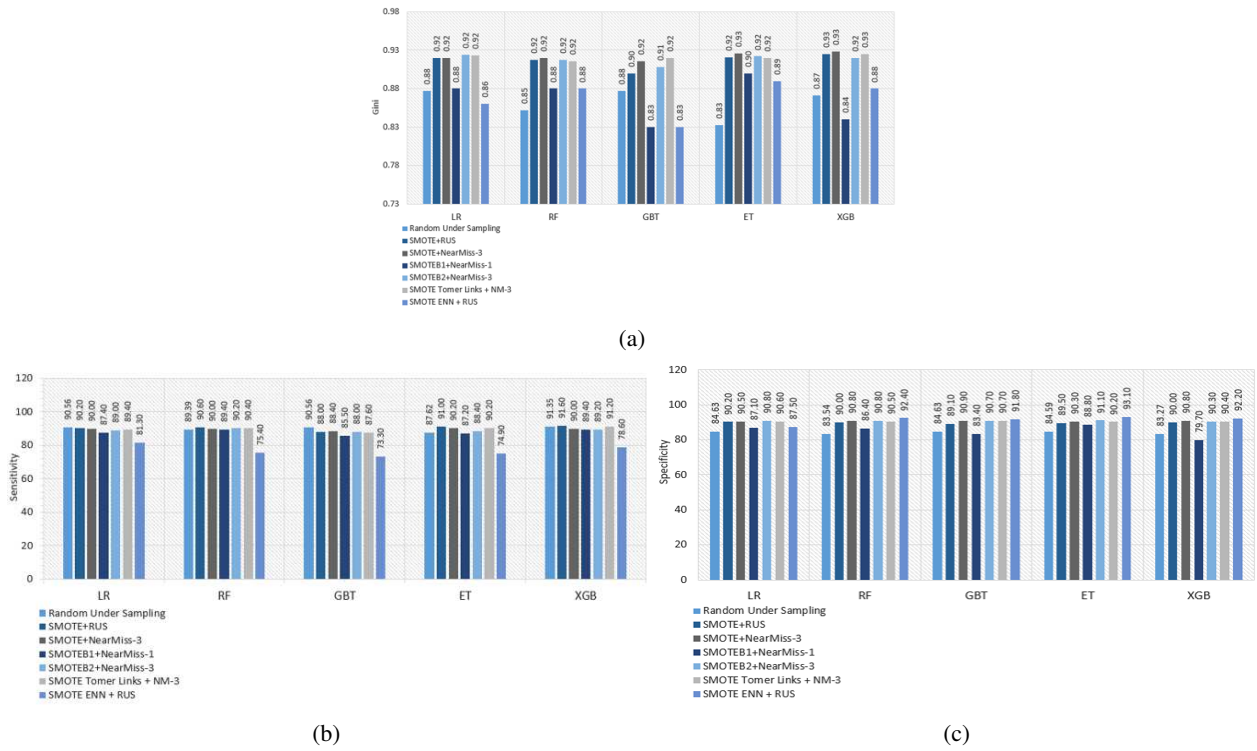 0.98
0.93
0.88
0.83
0.78
0.73
Gini
0.88 0.92 0.92 0.88 0.92 0.92 0.86
0.85 0.92 0.92 0.88 0.92 0.92 0.88
0.88 0.90 0.92 0.83 0.91 0.92 0.83
0.83 0.92 0.93 0.90 0.92 0.92 0.89
0.87 0.93 0.93 0.84 0.92 0.93 0.88
LR RF GBT ET XGB
Random Under Sampling
SMOTE+RUS
SMOTE+NearMiss-3
SMOTEB1+NearMiss-1
SMOTEB2+NearMiss-3
SMOTE Tomer Links + NM-3
SMOTE ENN + RUS
(a)
120
100
80
60
40
20
0
Sensitivity
90.56 90.20 90.00 87.40 89.00 89.40 81.30
89.39 90.60 90.00 89.40 90.20 90.40 75.40
90.56 88.00 88.40 85.50 88.00 87.60 73.30
87.62 91.00 90.20 87.20 88.40 90.20 74.90
91.35 91.60 90.00 89.40 89.20 91.20 78.60
LR RF GBT ET XGB
Random Under Sampling
SMOTE+RUS
SMOTE+NearMiss-3
SMOTEB1+NearMiss-1
SMOTEB2+NearMiss-3
SMOTE Tomer Links + NM-3
SMOTE ENN + RUS
(b)
120
100
80
60
40
20
0
Specificity
84.63 90.20 90.50 87.10 90.80 90.60 87.50
83.54 90.00 90.80 86.40 90.80 90.50 92.40
84.63 89.10 90.90 83.40 90.70 90.70 91.80
84.59 89.50 90.30 88.80 91.10 90.20 93.10
83.27 90.00 90.80 79.70 90.30 90.40 92.20
LR RF GBT ET XGB
Random Under Sampling
SMOTE+RUS
SMOTE+NearMiss-3
SMOTEB1+NearMiss-1
SMOTEB2+NearMiss-3
SMOTE Tomer Links + NM-3
SMOTE ENN + RUS
(c)